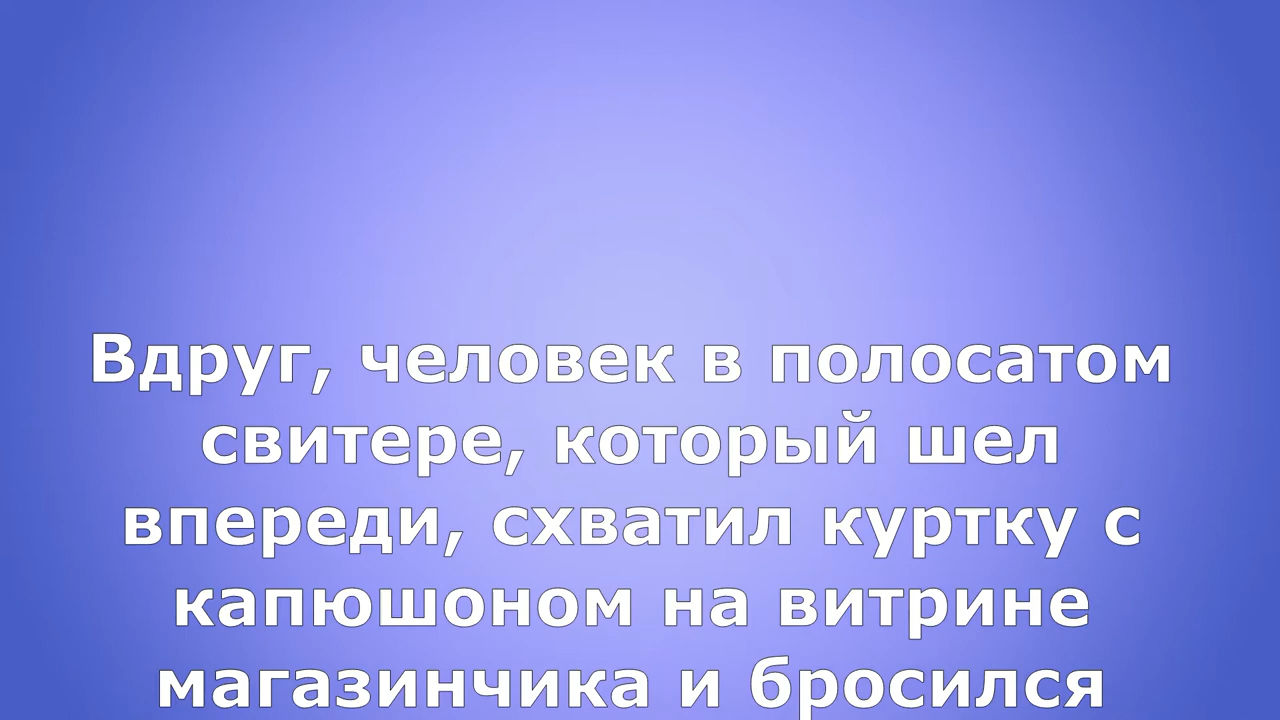 Вдруг, человек в полосатом
свитере, который шел
впереди, схватил куртку с
капюшоном на витрине
магазинчика и бросился